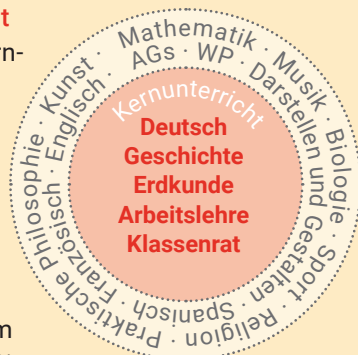 t
rn-
Praktische Philosophie · Kunst · Mathematik · Musik · Biologie · Sport · Religion ·
Französisch · Englisch · AGs · WP · Darstellen und Gestalten · Spanisch ·
Kernunterricht
Deutsch
Geschichte
Erdkunde
Arbeitslehre
Klassenrat
m